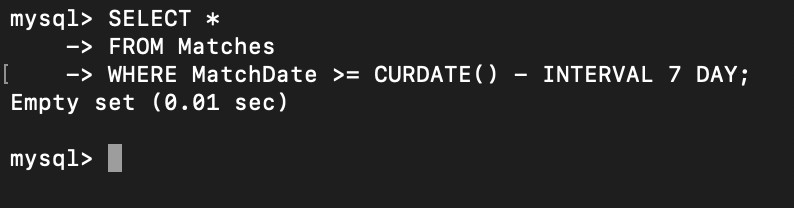 mysql> SELECT *
    -> FROM Matches
[    -> WHERE MatchDate >= CURDATE() - INTERVAL 7 DAY;
Empty set (0.01 sec)

mysql>